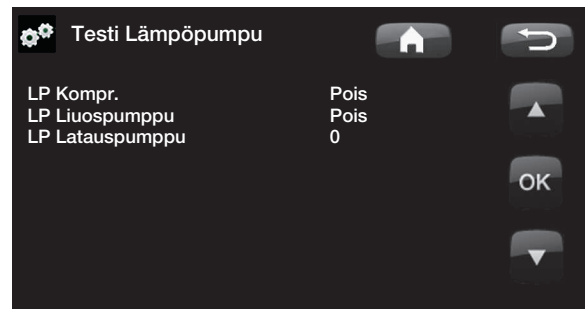 Testi Lämpöpumpu
LP Kompr. Pois
LP Liuospumppu Pois
LP Latauspumppu 0
OK